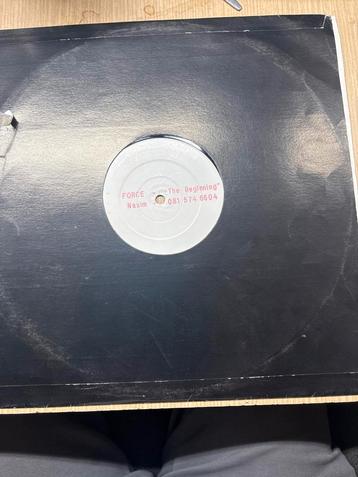 FORCE "The Beginning"
Nasim 081 574 6604